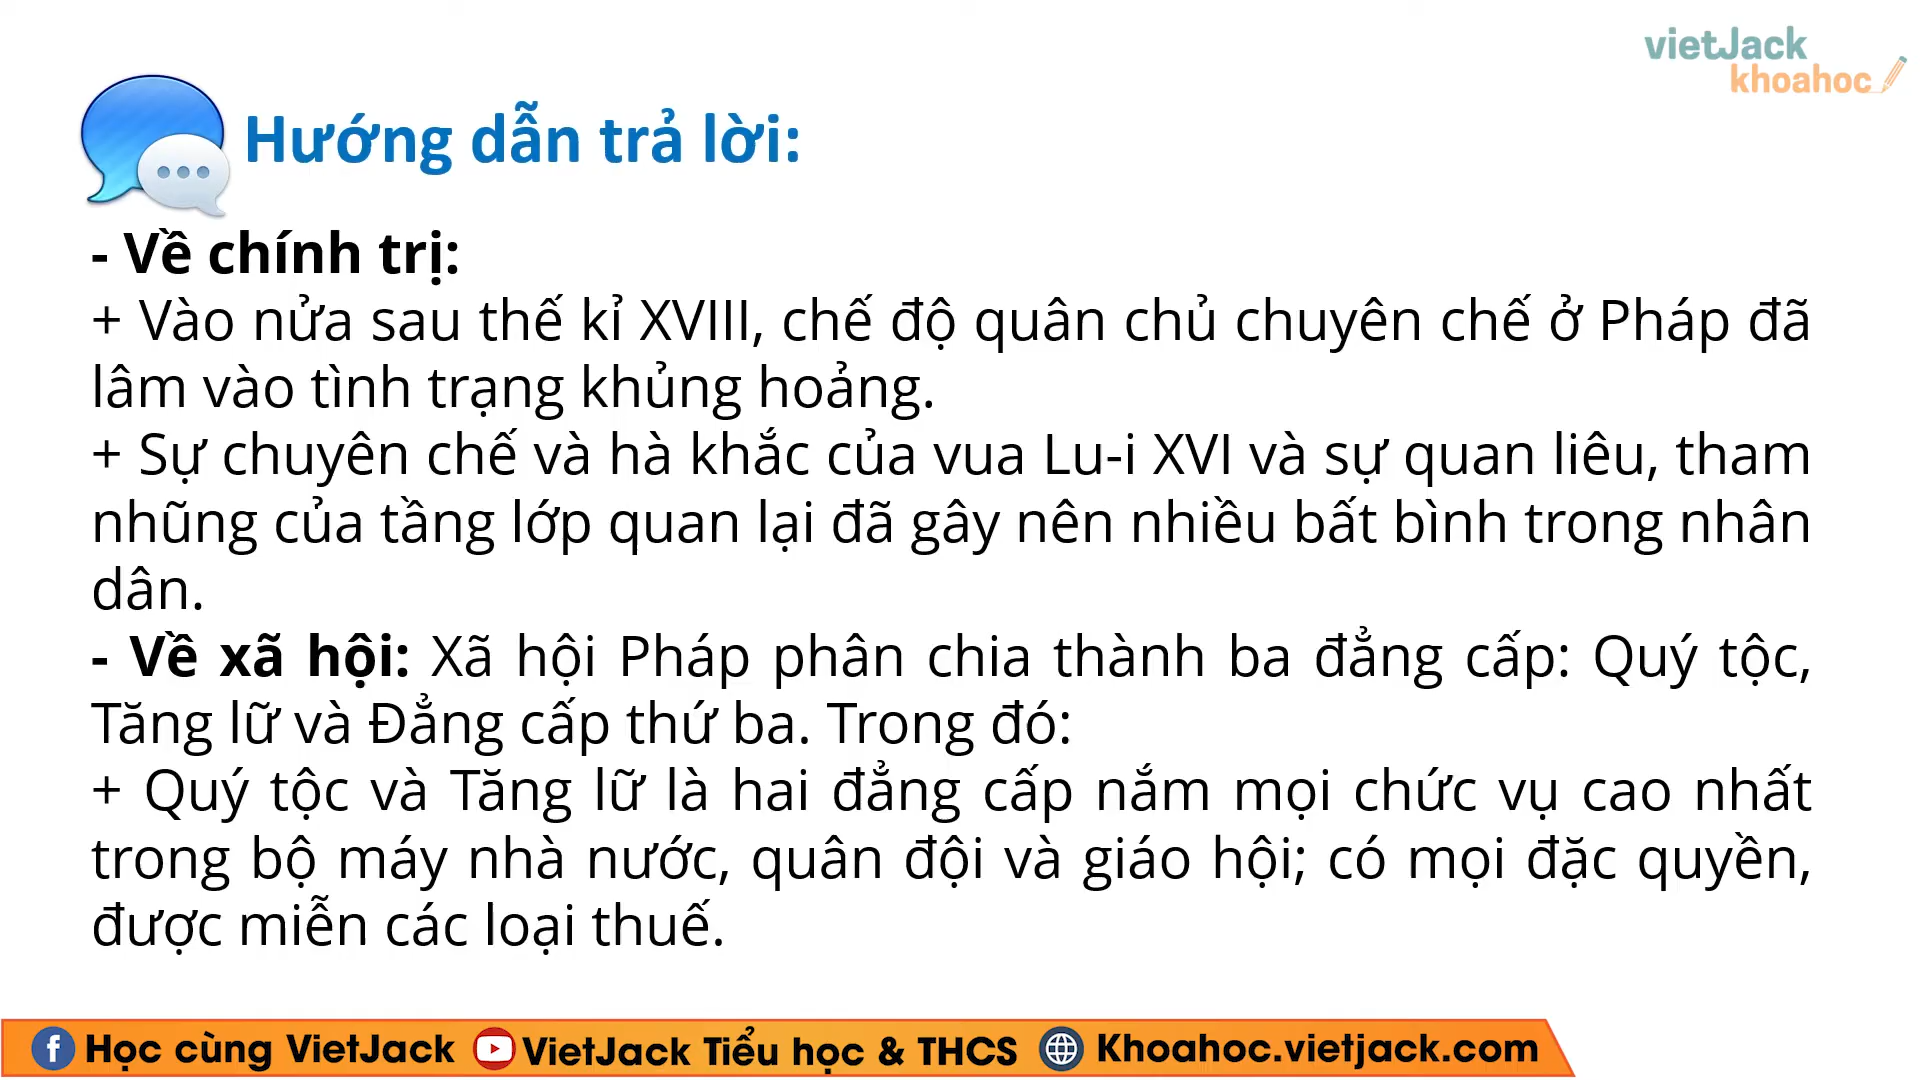 vietJack
khoahoc
Hướng dẫn trả lời:
- Về chính trị:
+ Vào nửa sau thế kỉ XVIII, chế độ quân chủ chuyên chế ở Pháp đã
lâm vào tình trạng khủng hoảng.
+ Sự chuyên chế và hà khắc của vua Lu-i XVI và sự quan liêu, tham
nhũng của tầng lớp quan lại đã gây nên nhiều bất bình trong nhân
dân.
- Về xã hội: Xã hội Pháp phân chia thành ba đẳng cấp: Quý tộc,
Tăng lữ và Đẳng cấp thứ ba. Trong đó:
+ Quý tộc và Tăng lữ là hai đẳng cấp nắm mọi chức vụ cao nhất
trong bộ máy nhà nước, quân đội và giáo hội; có mọi đặc quyền,
được miễn các loại thuế.
f Học cùng VietJack VietJack Tiểu học & THCS Khoahoc.vietjack.com